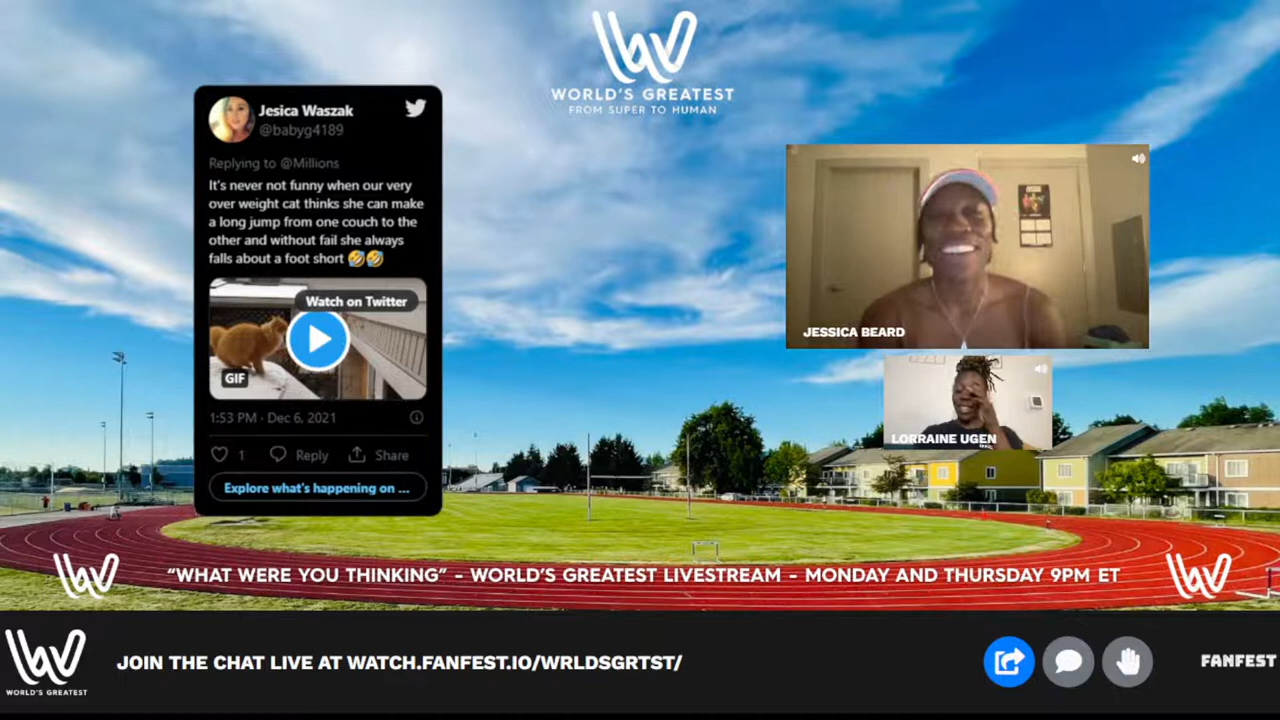 WORLD'S GREATEST
FROM SUPER TO HUMAN
Jesica Waszak
@babyg4189
Replying to @Millions
It's never not funny when our very
over weight cat thinks she can make
a long jump from one couch to the
other and without fail she always
falls about a foot short 🤣🤣
Watch on Twitter
GIF
1:53 PM · Dec 6, 2021
1 Reply Share
Explore what's happening on ...
JESSICA BEARD
LORRAINE UGEN
"WHAT WERE YOU THINKING" - WORLD'S GREATEST LIVESTREAM - MONDAY AND THURSDAY 9PM ET
WORLD'S GREATEST
JOIN THE CHAT LIVE AT WATCH.FANFEST.IO/WRLDSGRTST/
FANFEST